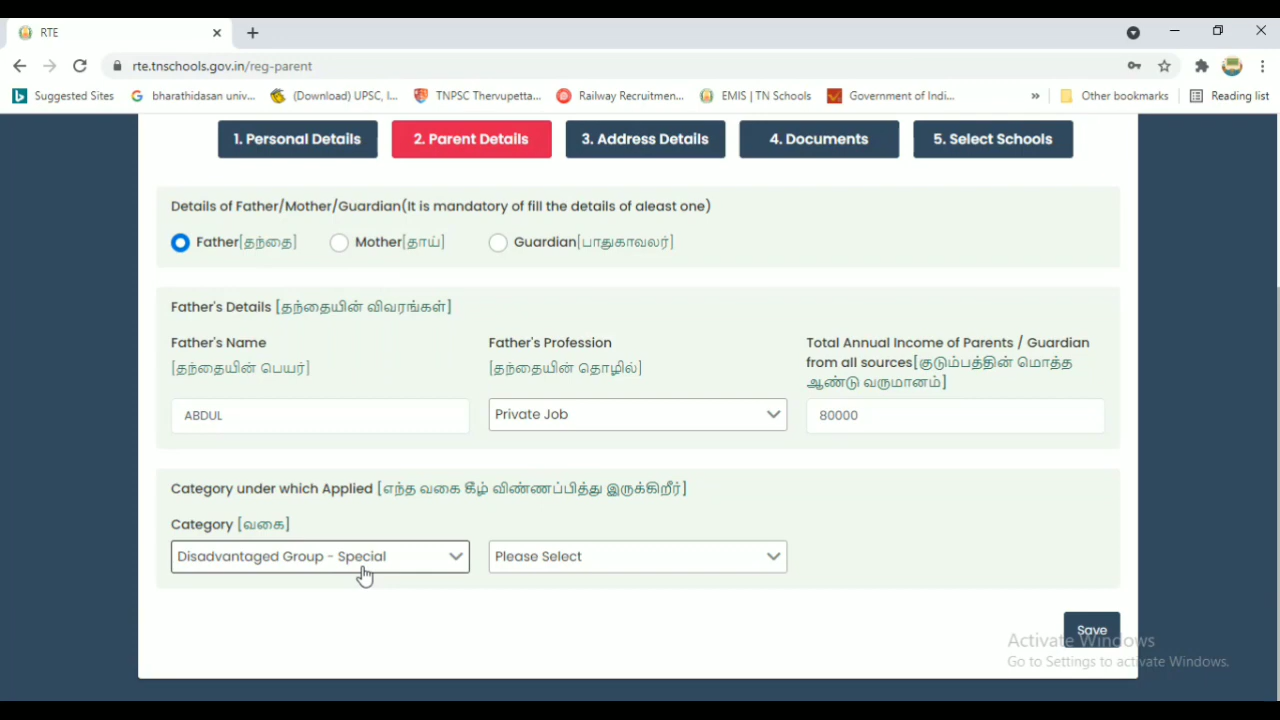 RTE
rte.tnschools.gov.in/reg-parent
Suggested Sites
bharathidasan univ...
(Download) UPSC, I...
TNPSC Thervupetta...
Railway Recruitmen...
EMIS | TN Schools
Government of Indi...
»
Other bookmarks
Reading list
1. Personal Details
2. Parent Details
3. Address Details
4. Documents
5. Select Schools
Details of Father/Mother/Guardian(It is mandatory of fill the details of aleast one)
Father[தந்தை]
Mother[தாய்]
Guardian[பாதுகாவலர்]
Father's Details [தந்தையின் விவரங்கள்]
Father's Name
[தந்தையின் பெயர்]
Father's Profession
[தந்தையின் தொழில்]
Total Annual Income of Parents / Guardian
from all sources[குடும்பத்தின் மொத்த
ஆண்டு வருமானம்]
ABDUL
Private Job
80000
Category under which Applied [எந்த வகை கீழ் விண்ணப்பித்து இருக்கிறீர்]
Category [வகை]
Disadvantaged Group - Special
Please Select
Save
Activate Windows
Go to Settings to activate Windows.